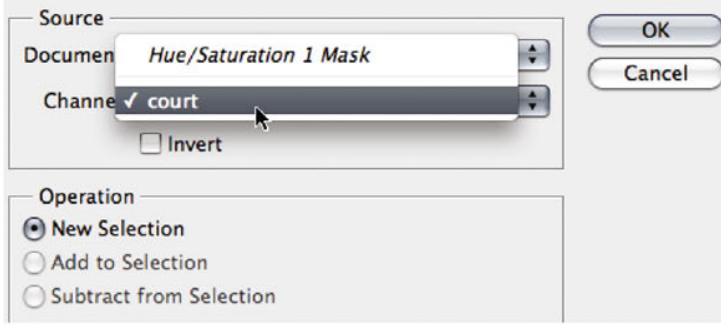 Source
OK
Documen
Hue/Saturation 1 Mask
Cancel
Channe ✓ court
Invert
Operation
New Selection
Add to Selection
Subtract from Selection